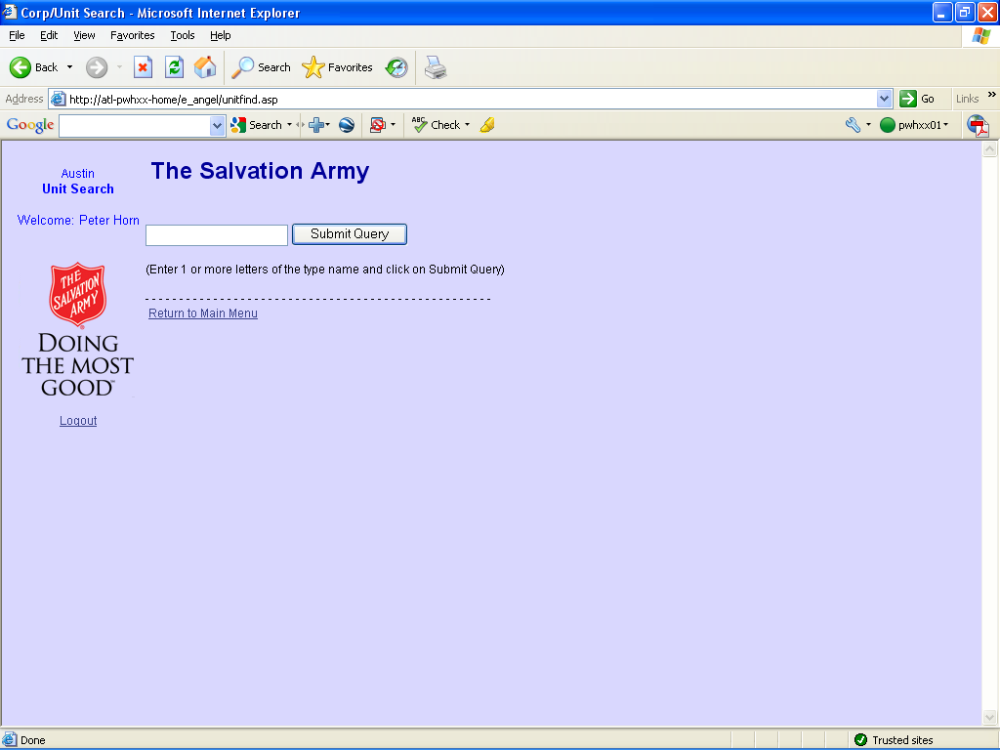 Corp/Unit Search - Microsoft Internet Explorer
File Edit View Favorites Tools Help
Back Search Favorites
Address http://atl-pwhxx-home/e_angel/unitfind.asp Go Links »
Google Search Check pwhxx01
Austin
Unit Search
Welcome: Peter Horn
THE SALVATION ARMY
DOING
THE MOST
GOOD™
Logout
The Salvation Army
Submit Query
(Enter 1 or more letters of the type name and click on Submit Query)
- - - - - - - - - - - - - - - - - - - - - - - - - - - - - - - - - - - - - - - - - - - - - - - - - - -
Return to Main Menu
Done Trusted sites